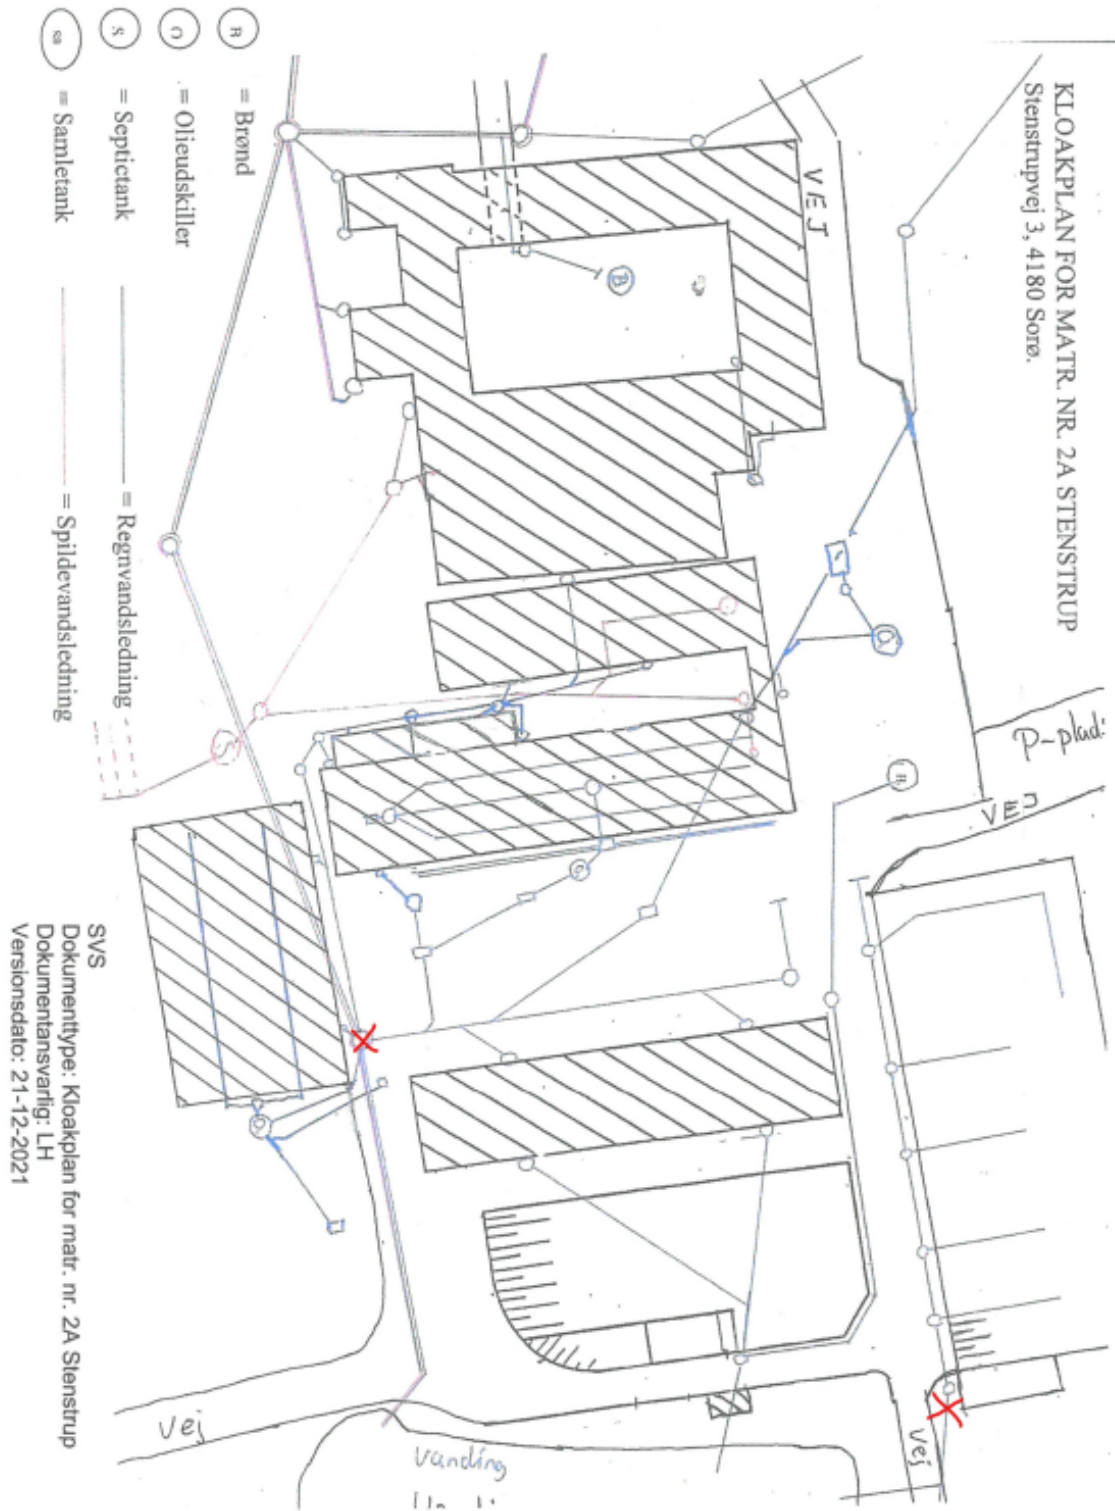 KLOAKPLAN FOR MATR. NR. 2A STENSTRUP
Stenstrupvej 3, 4180 Sorø.
VEJ
P-plads
VEJ
B
B
O
O
S
B = Brønd
O = Olieudskiller
S = Septictank
= Samletank
= Regnvandsledning
= Spildevandsledning
Vej
Vej
Vanding
SVS
Dokumenttype: Kloakplan for matr. nr. 2A Stenstrup
Dokumentansvarlig: LH
Versionsdato: 21-12-2021